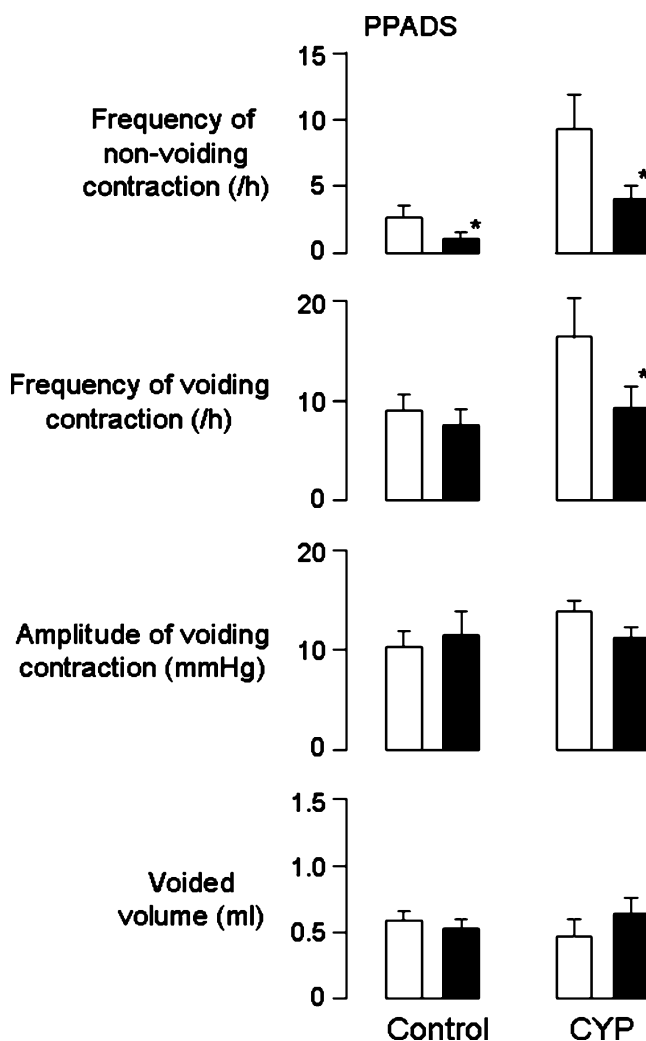 PPADS
Frequency of
non-voiding
contraction (/h)
15
10
5
0
*
*
Frequency of voiding
contraction (/h)
20
10
0
*
Amplitude of voiding
contraction (mmHg)
20
10
0
Voided
volume (ml)
1.5
1.0
0.5
0
Control
CYP